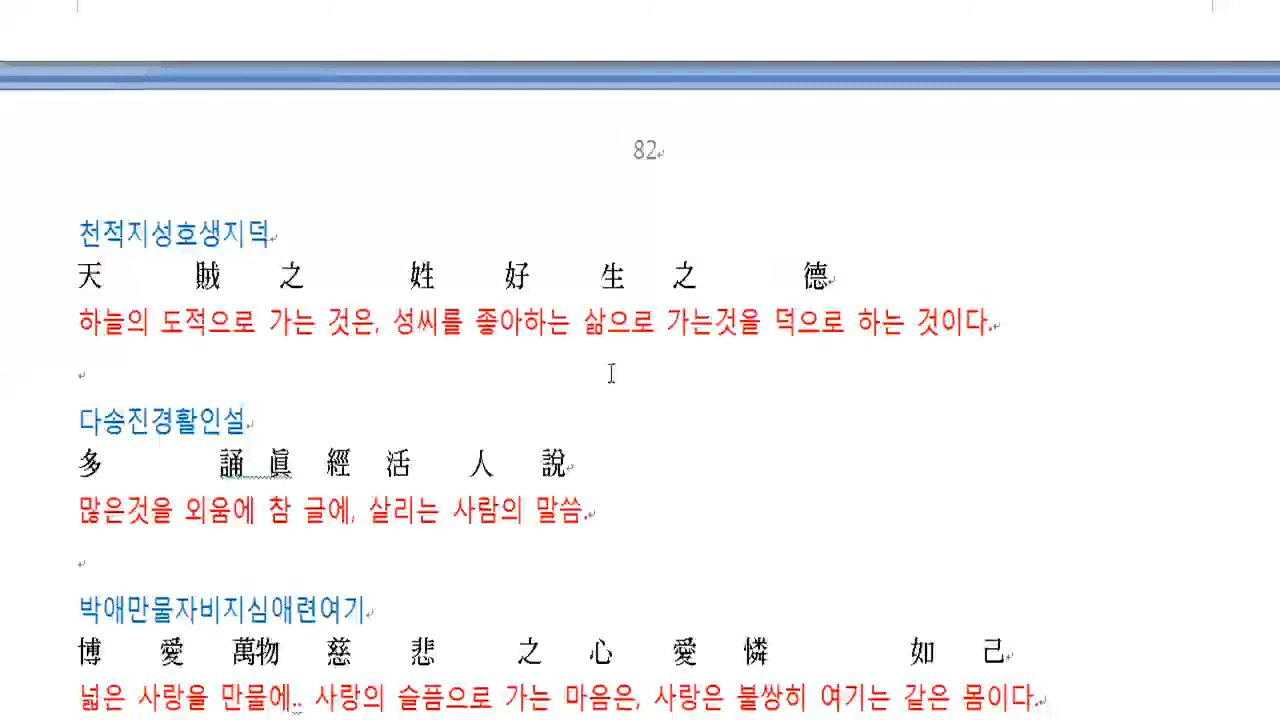 82
천적지성호생지덕
天 賊 之 姓 好 生 之 德
하늘의 도적으로 가는 것은, 성씨를 좋아하는 삶으로 가는것을 덕으로 하는 것이다.
다송진경활인설
多 誦 眞 經 活 人 說
많은것을 외움에 참 글에, 살리는 사람의 말씀.
박애만물자비지심애련여기
博 愛 萬物 慈 悲 之 心 愛 憐 如 己
넓은 사랑을 만물에.. 사랑의 슬픔으로 가는 마음은, 사랑은 불쌍히 여기는 같은 몸이다.